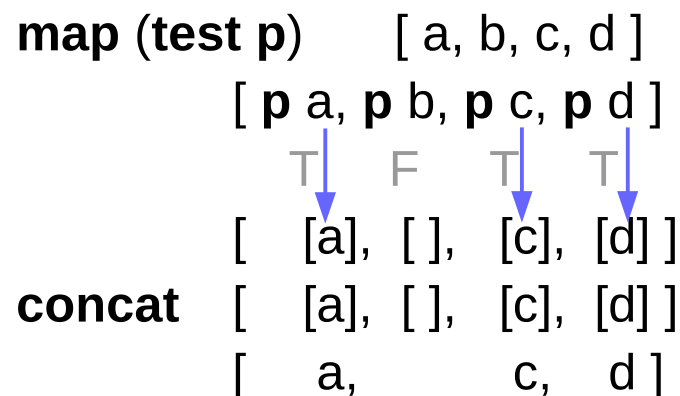 map (test p) [ a, b, c, d ]
[ p a, p b, p c, p d ]
T F T T
[ [a], [ ], [c], [d] ]
concat [ [a], [ ], [c], [d] ]
[ a, c, d ]